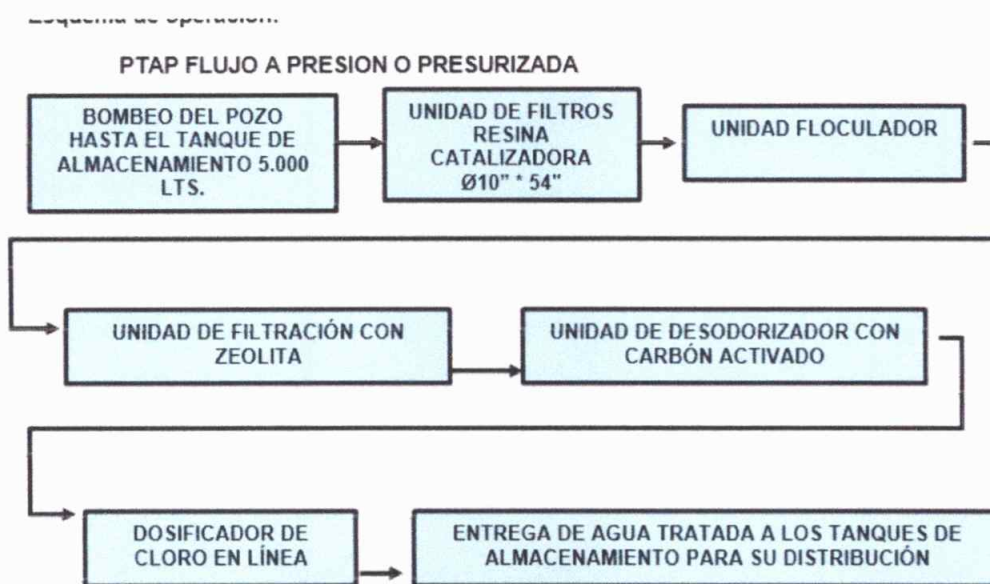 PTAP FLUJO A PRESION O PRESURIZADA
BOMBEO DEL POZO
HASTA EL TANQUE DE
ALMACENAMIENTO 5.000
LTS.
UNIDAD DE FILTROS
RESINA
CATALIZADORA
Ø10" * 54"
UNIDAD FLOCULADOR
UNIDAD DE FILTRACIÓN CON
ZEOLITA
UNIDAD DE DESODORIZADOR CON
CARBÓN ACTIVADO
DOSIFICADOR DE
CLORO EN LÍNEA
ENTREGA DE AGUA TRATADA A LOS TANQUES DE
ALMACENAMIENTO PARA SU DISTRIBUCIÓN